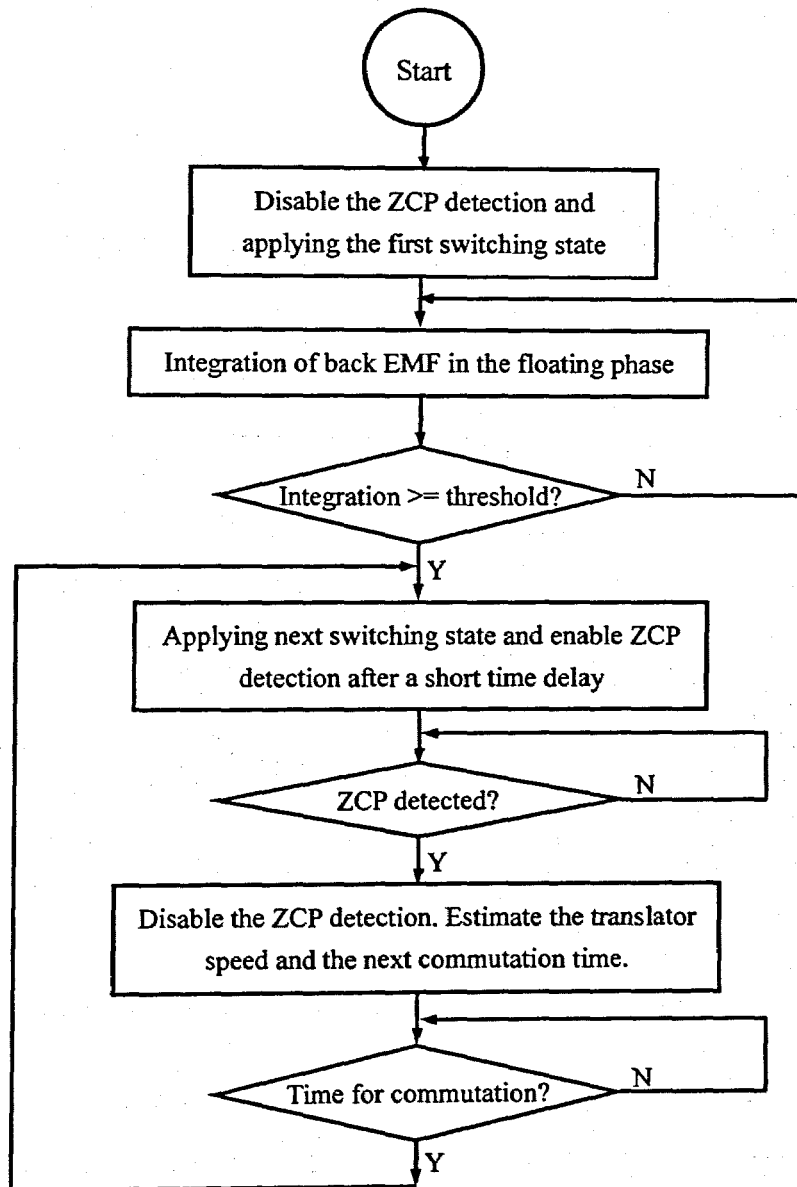 Start
Disable the ZCP detection and
applying the first switching state
Integration of back EMF in the floating phase
Integration >= threshold?
N
Y
Applying next switching state and enable ZCP
detection after a short time delay
ZCP detected?
N
Y
Disable the ZCP detection. Estimate the translator
speed and the next commutation time.
Time for commutation?
N
Y